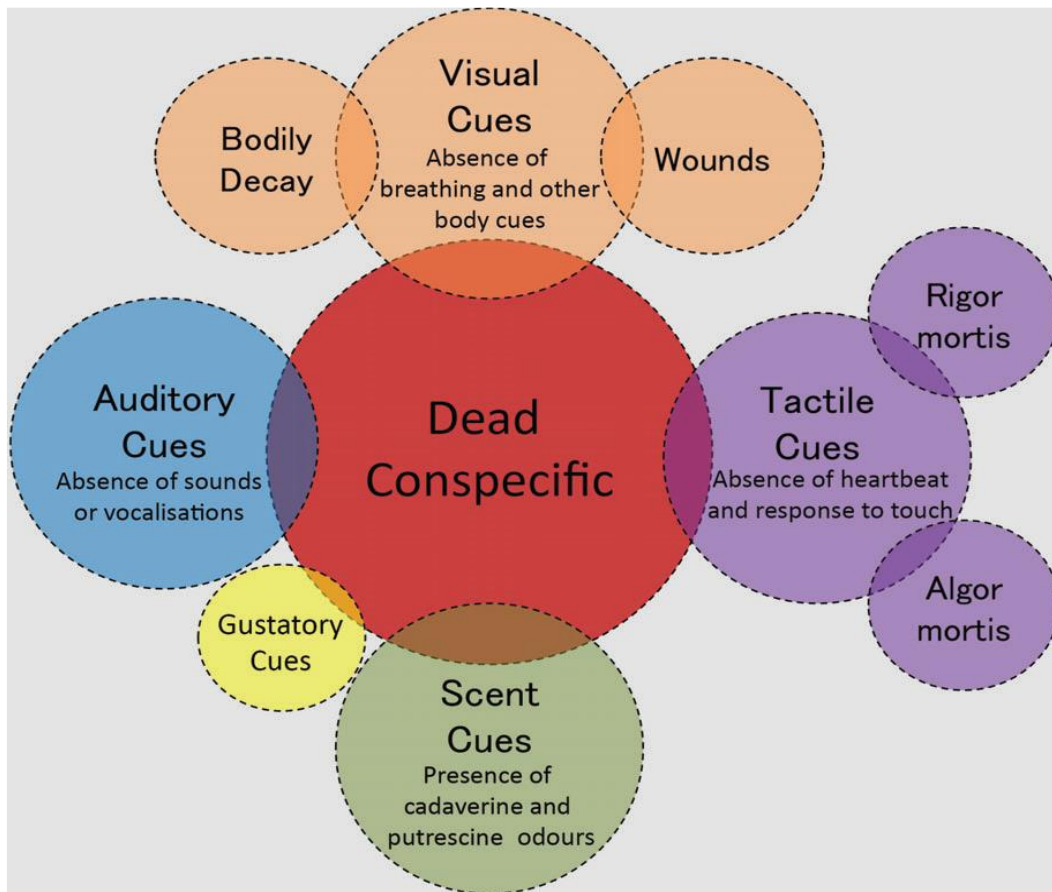 Visual
Cues
Absence of
breathing and other
body cues
Bodily
Decay
Wounds
Rigor
mortis
Auditory
Cues
Absence of sounds
or vocalisations
Dead
Conspecific
Tactile
Cues
Absence of heartbeat
and response to touch
Algor
mortis
Gustatory
Cues
Scent
Cues
Presence of
cadaverine and
putrescine odours